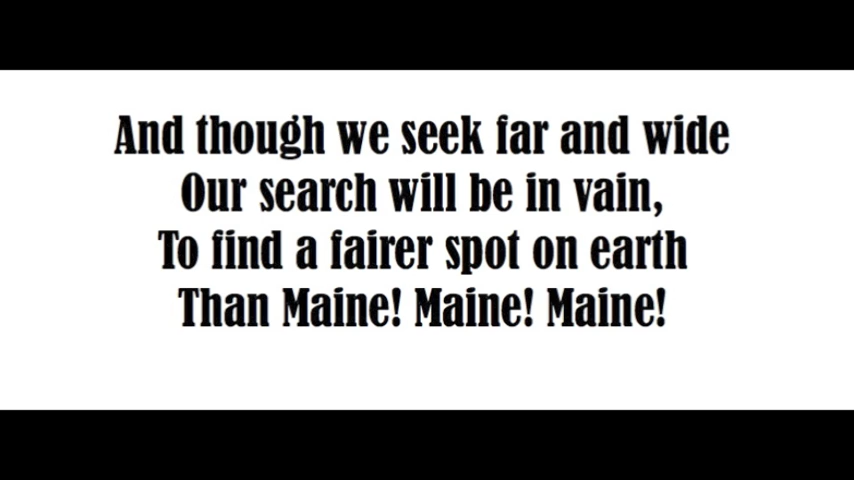 And though we seek far and wide
Our search will be in vain,
To find a fairer spot on earth
Than Maine! Maine! Maine!